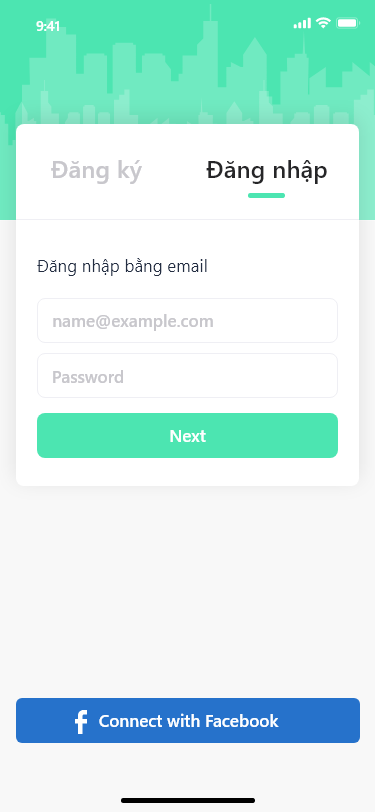 9:41
Đăng ký
Đăng nhập
Đăng nhập bằng email
name@example.com
Password
Next
Connect with Facebook